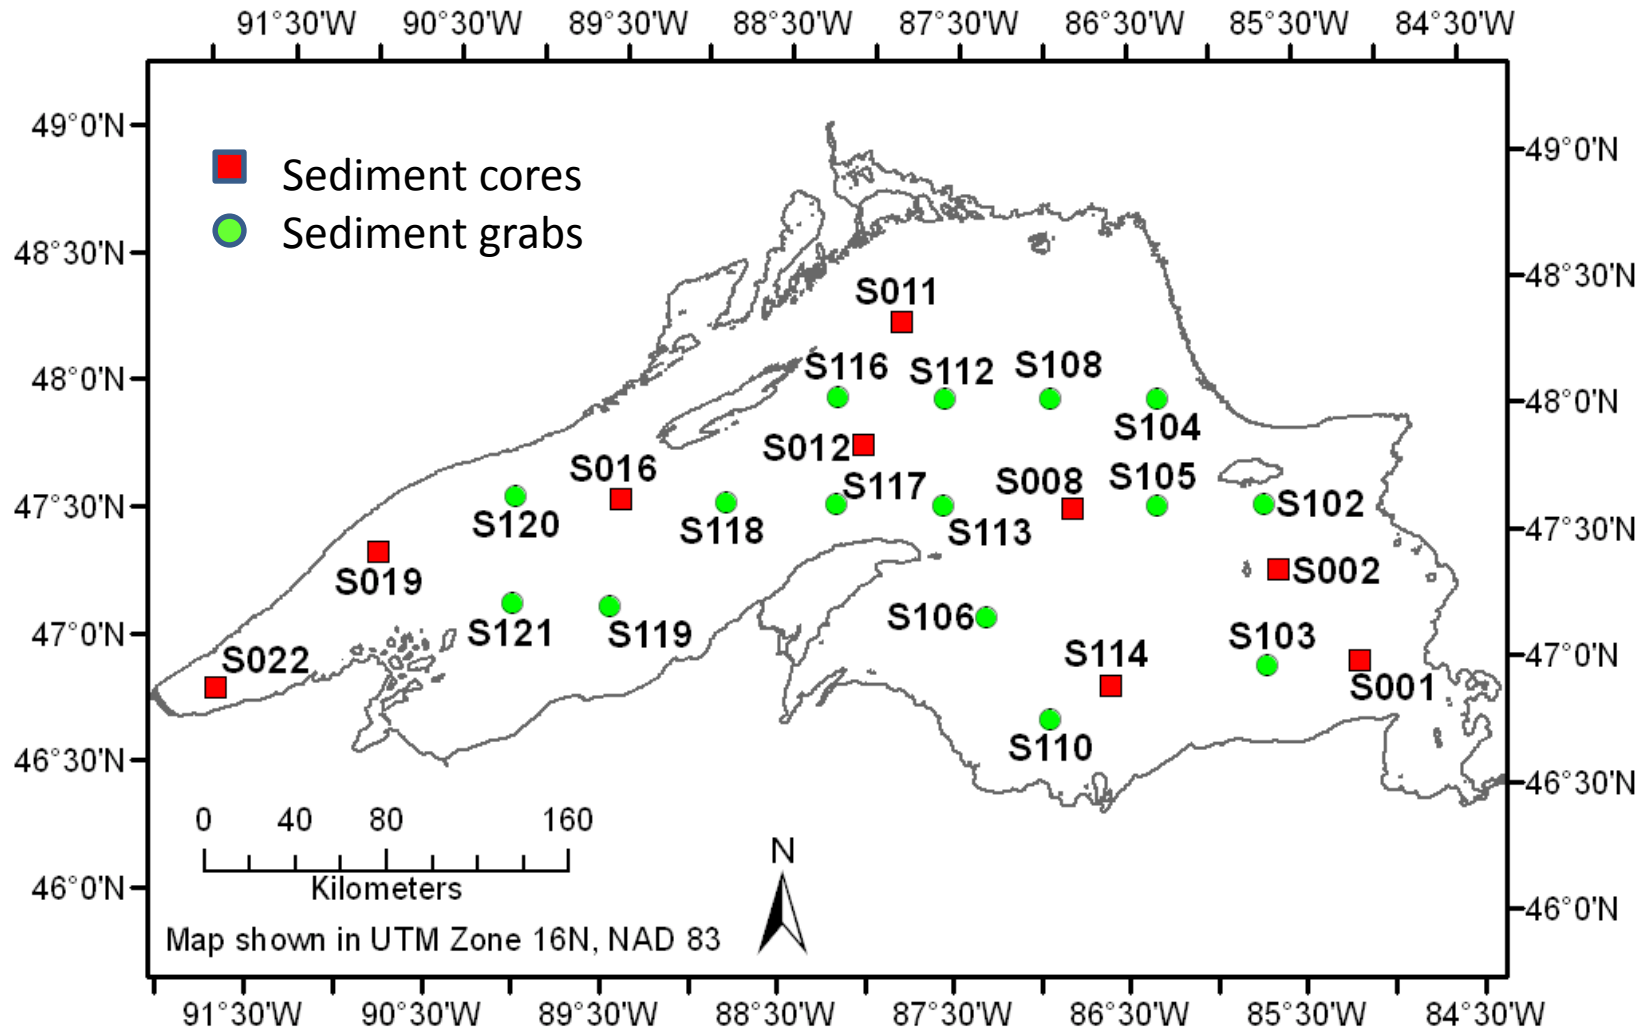 91°30'W 90°30'W 89°30'W 88°30'W 87°30'W 86°30'W 85°30'W 84°30'W
49°0'N
49°0'N
Sediment cores
Sediment grabs
48°30'N
48°30'N
S011
S116 S112 S108
48°0'N
48°0'N
S104
S012
S016 S117 S008 S105
47°30'N
S102
S120 S118 S113
47°30'N
S019
S002
S106
47°0'N
S121 S119
S103
47°0'N
S022
S114
S001
S110
46°30'N
46°30'N
0 40 80 160
Kilometers
N
46°0'N
46°0'N
Map shown in UTM Zone 16N, NAD 83
91°30'W 90°30'W 89°30'W 88°30'W 87°30'W 86°30'W 85°30'W 84°30'W